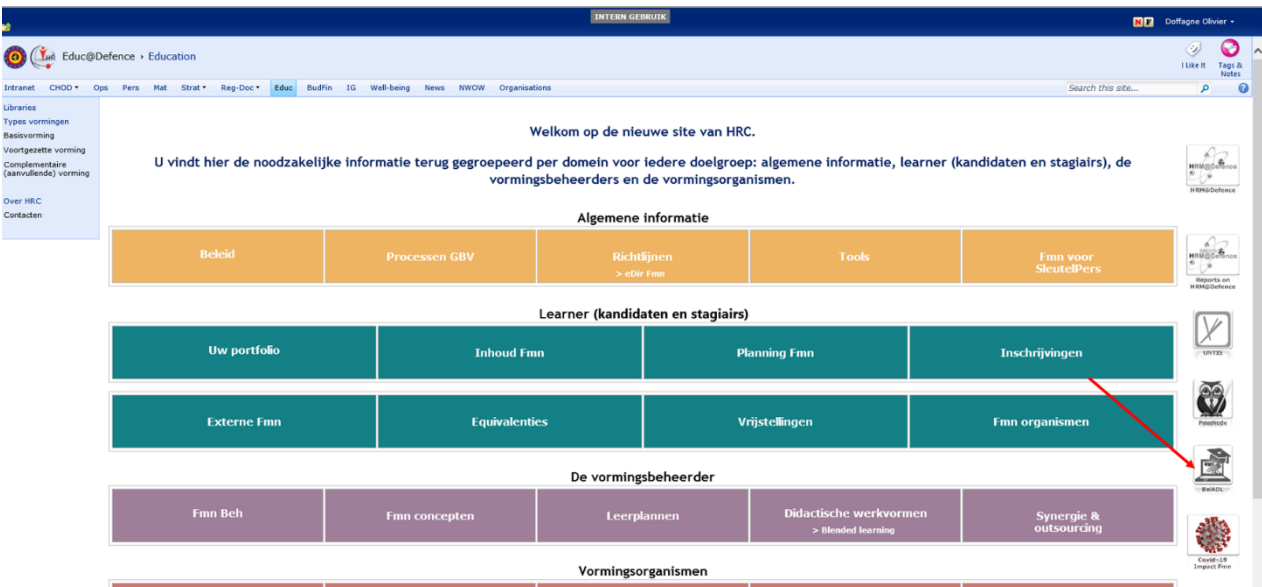 INTERN GEBRUIK
N F Doffagne Olivier
Educ@Defence › Education
I Like It
Tags & Notes
Intranet CHOD Ops Pers Mat Strat Reg-Doc Educ BudFin IG Well-being News NWOW Organisations
Search this site...
Libraries
Types vormingen
Basisvorming
Voortgezette vorming
Complementaire
(aanvullende) vorming
Over HRC
Contacten
Welkom op de nieuwe site van HRC.
U vindt hier de noodzakelijke informatie terug gegroepeerd per domein voor iedere doelgroep: algemene informatie, learner (kandidaten en stagiairs), de
vormingsbeheerders en de vormingsorganismen.
HRM@Defence
HRM@Defence
Algemene informatie
Beleid
Processen GBV
Richtlijnen
> eDir Fmn
Tools
Fmn voor
SleutelPers
HRM@Defence
Reports on
HRM@Defence
Learner (kandidaten en stagiairs)
Uw portfolio
Inhoud Fmn
Planning Fmn
Inschrijvingen
UNTIS
Externe Fmn
Equivalenties
Vrijstellingen
Fmn organismen
BelADL
De vormingsbeheerder
Fmn Beh
Fmn concepten
Leerplannen
Didactische werkvormen
> Blended learning
Synergie &
outsourcing
Covid-19
Impact Fmn
Vormingsorganismen